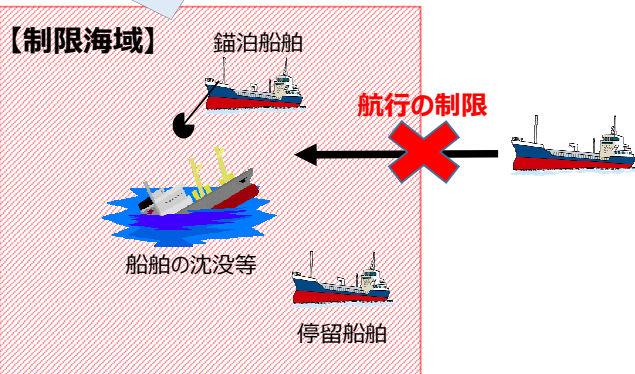 【制限海域】
錨泊船舶
航行の制限
船舶の沈没等
停留船舶